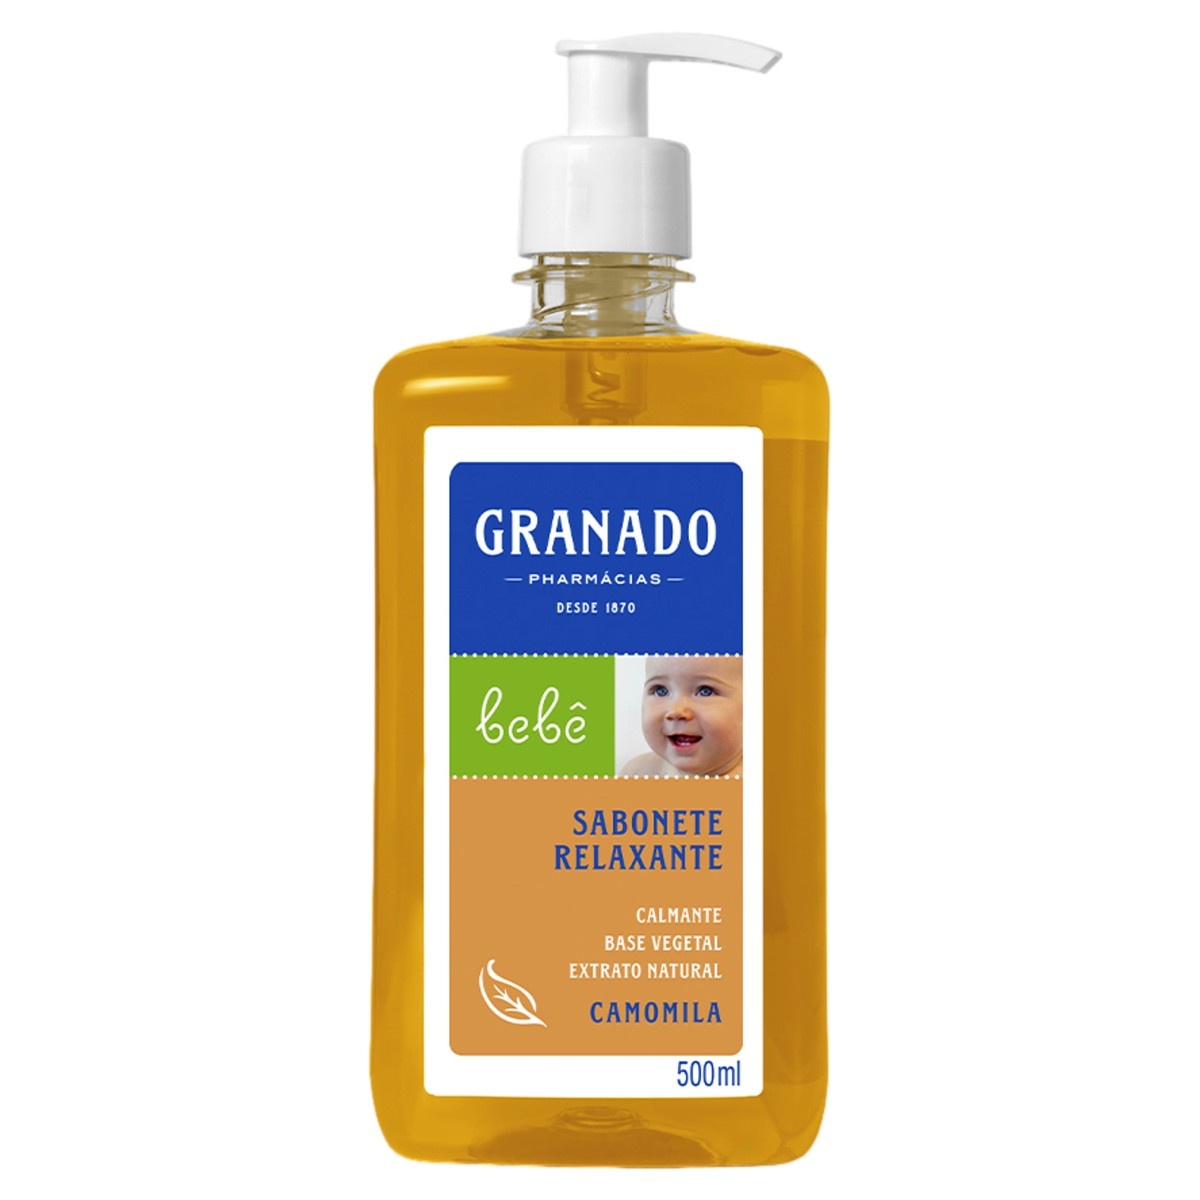 GRANADO
— PHARMÁCIAS —
DESDE 1870
bebê
SABONETE
RELAXANTE
CALMANTE
BASE VEGETAL
EXTRATO NATURAL
CAMOMILA
500ml